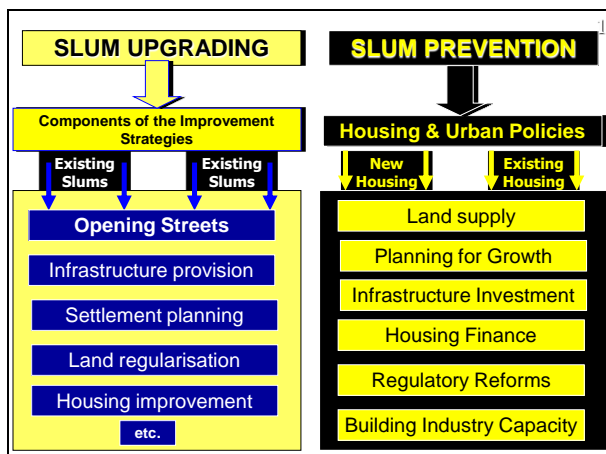 SLUM UPGRADING
Components of the Improvement
Strategies
Existing
Slums
Existing
Slums
Opening Streets
Infrastructure provision
Settlement planning
Land regularisation
Housing improvement
etc.
SLUM PREVENTION
Housing & Urban Policies
New
Housing
Existing
Housing
Land supply
Planning for Growth
Infrastructure Investment
Housing Finance
Regulatory Reforms
Building Industry Capacity